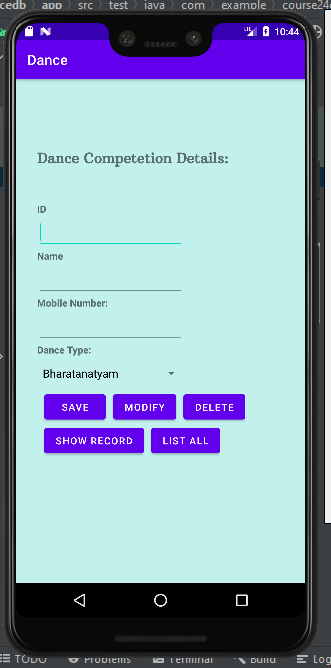 cedb app src test java com example course24
10:44
Dance
Dance Competetion Details:
ID
Name
Mobile Number:
Dance Type:
Bharatanatyam
SAVE MODIFY DELETE
SHOW RECORD LIST ALL
TODO Problems Terminal Build Log